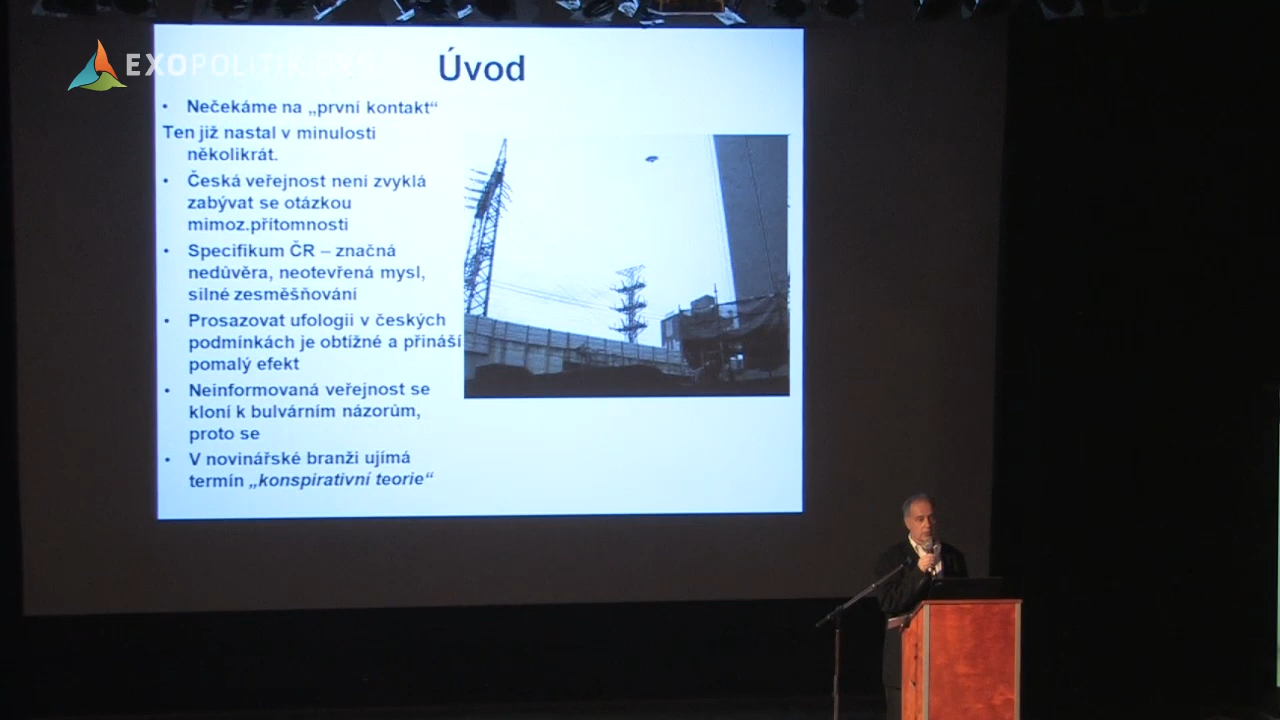 EXOPOLITIK.ORG
Úvod
• Nečekáme na „první kontakt“
Ten již nastal v minulosti
několikrát.
• Česká veřejnost není zvyklá
zabývat se otázkou
mimoz.přítomnosti
• Specifikum ČR – značná
nedůvěra, neotevřená mysl,
silné zesměšňování
• Prosazovat ufologii v českých
podmínkách je obtížné a přináší
pomalý efekt
• Neinformovaná veřejnost se
kloní k bulvárním názorům,
proto se
• V novinářské branži ujímá
termín „konspirativní teorie“